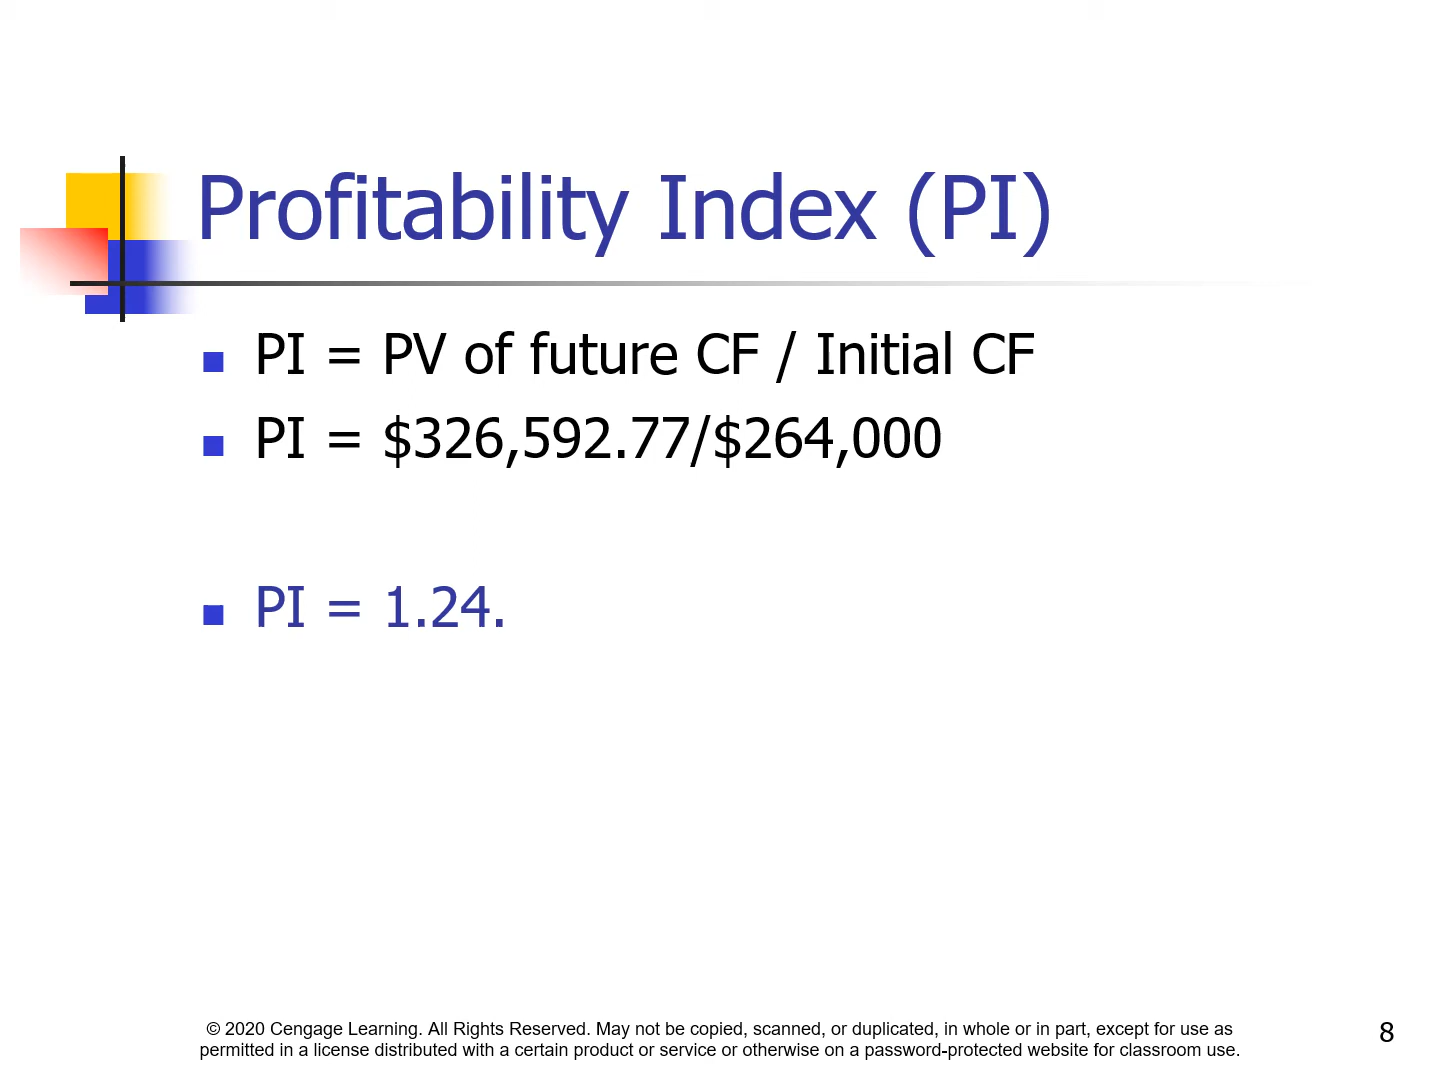 Profitability Index (PI)
PI = PV of future CF / Initial CF
PI = $326,592.77/$264,000
PI = 1.24.
© 2020 Cengage Learning. All Rights Reserved. May not be copied, scanned, or duplicated, in whole or in part, except for use as
permitted in a license distributed with a certain product or service or otherwise on a password-protected website for classroom use.
8